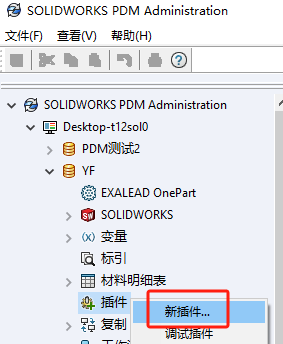 SOLIDWORKS PDM Administration
文件(F) 查看(V) 帮助(H)
SOLIDWORKS PDM Administration
Desktop-t12sol0
PDM测试2
YF
EXALEAD OnePart
SOLIDWORKS
变量
标引
材料明细表
插件 新插件...
复制 调试插件